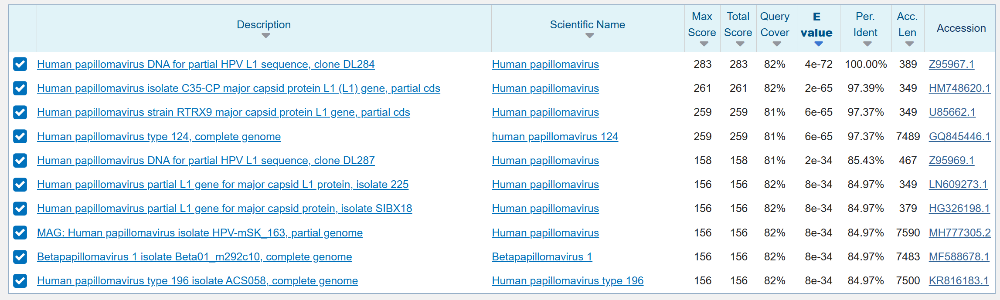 Description Scientific Name Max Score Total Score Query Cover E value Per. Ident Acc. Len Accession
Human papillomavirus DNA for partial HPV L1 sequence, clone DL284 Human papillomavirus 283 283 82% 4e-72 100.00% 389 Z95967.1
Human papillomavirus isolate C35-CP major capsid protein L1 (L1) gene, partial cds Human papillomavirus 261 261 82% 2e-65 97.39% 349 HM748620.1
Human papillomavirus strain RTRX9 major capsid protein L1 gene, partial cds Human papillomavirus 259 259 81% 6e-65 97.37% 349 U85662.1
Human papillomavirus type 124, complete genome human papillomavirus 124 259 259 81% 6e-65 97.37% 7489 GQ845446.1
Human papillomavirus DNA for partial HPV L1 sequence, clone DL287 Human papillomavirus 158 158 81% 2e-34 85.43% 467 Z95969.1
Human papillomavirus partial L1 gene for major capsid L1 protein, isolate 225 Human papillomavirus 156 156 82% 8e-34 84.97% 349 LN609273.1
Human papillomavirus partial L1 gene for major capsid protein, isolate SIBX18 Human papillomavirus 156 156 82% 8e-34 84.97% 379 HG326198.1
MAG: Human papillomavirus isolate HPV-mSK_163, partial genome Human papillomavirus 156 156 82% 8e-34 84.97% 7590 MH777305.2
Betapapillomavirus 1 isolate Beta01_m292c10, complete genome Betapapillomavirus 1 156 156 82% 8e-34 84.97% 7483 MF588678.1
Human papillomavirus type 196 isolate ACS058, complete genome Human papillomavirus type 196 156 156 82% 8e-34 84.97% 7500 KR816183.1